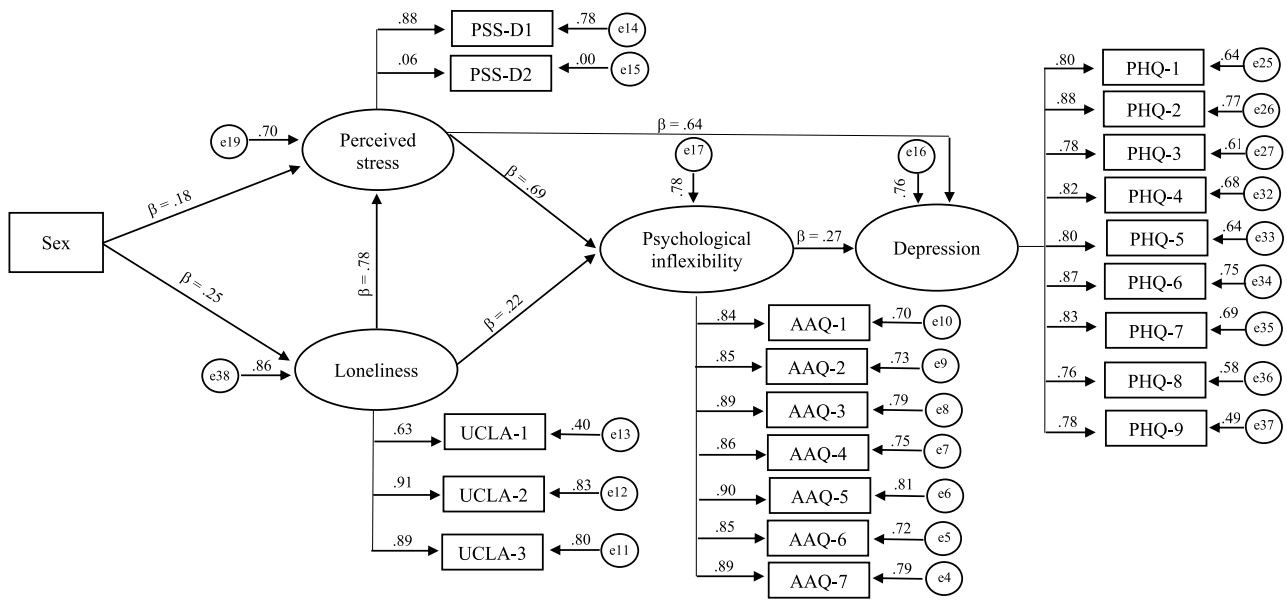 .88
PSS-D1
.78
e14
.06
PSS-D2
.00
e15
e19
.70
Perceived
stress
β = .64
e17
.78
e16
.76
β = .18
β = .69
Sex
Psychological
inflexibility
β = .27
Depression
β = .25
β = .78
β = .22
e38
.86
Loneliness
.63
UCLA-1
.40
e13
.91
UCLA-2
.83
e12
.89
UCLA-3
.80
e11
.84
AAQ-1
.70
e10
.85
AAQ-2
.73
e9
.89
AAQ-3
.79
e8
.86
AAQ-4
.75
e7
.90
AAQ-5
.81
e6
.85
AAQ-6
.72
e5
.89
AAQ-7
.79
e4
.80
PHQ-1
.64
e25
.88
PHQ-2
.77
e26
.78
PHQ-3
.61
e27
.82
PHQ-4
.68
e32
.80
PHQ-5
.64
e33
.87
PHQ-6
.75
e34
.83
PHQ-7
.69
e35
.76
PHQ-8
.58
e36
.78
PHQ-9
.49
e37